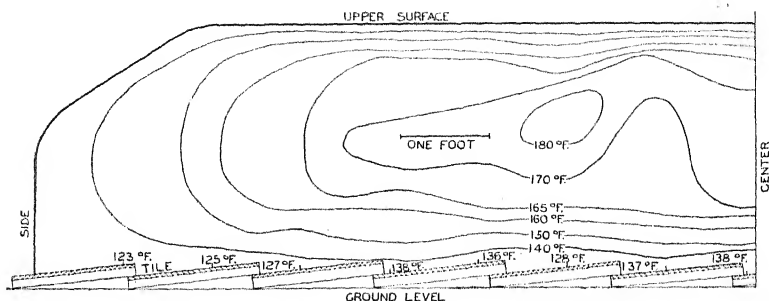 UPPER SURFACE
ONE FOOT
180°F.
170°F.
165°F.
160°F.
150°F.
140°F.
SIDE
CENTER
123°F.
TILE
125°F.
127°F.
136°F.
128°F.
137°F.
138°F.
GROUND LEVEL